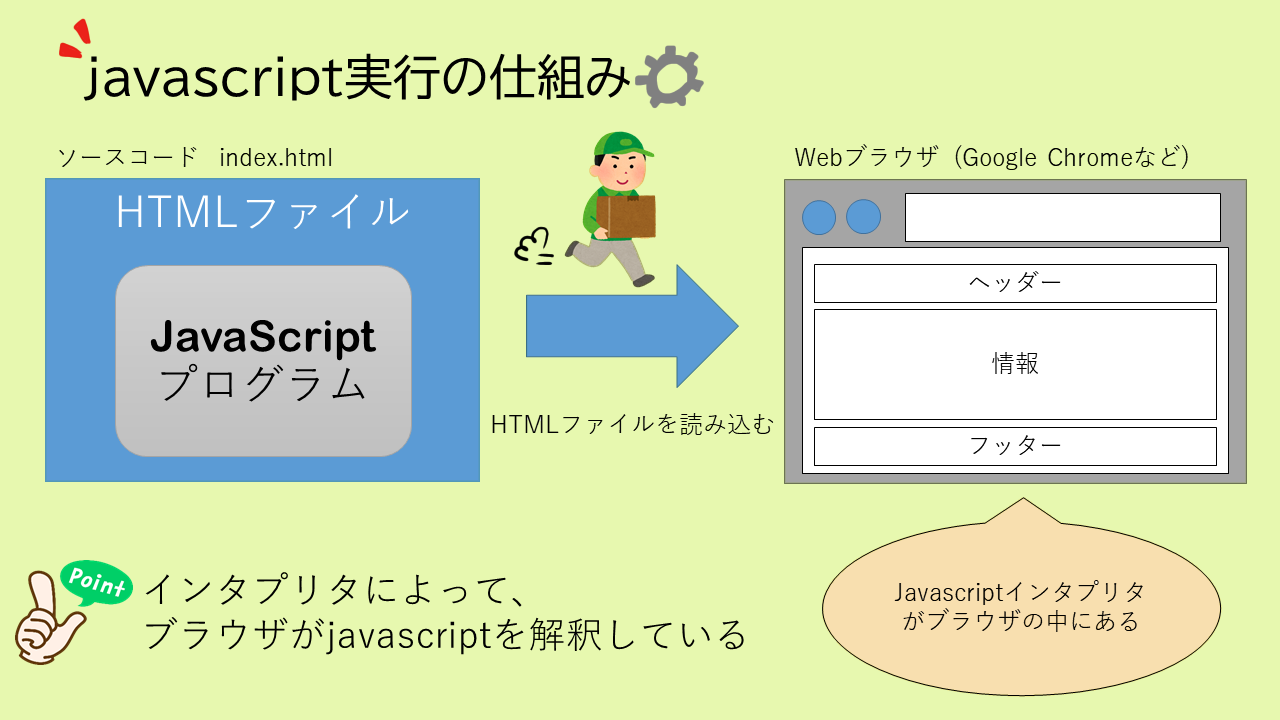 javascript実行の仕組み
ソースコード index.html
HTMLファイル
JavaScript
プログラム
HTMLファイルを読み込む
Webブラウザ（Google Chromeなど）
ヘッダー
情報
フッター
Javascriptインタプリタ
がブラウザの中にある
Point
インタプリタによって、
ブラウザがjavascriptを解釈している